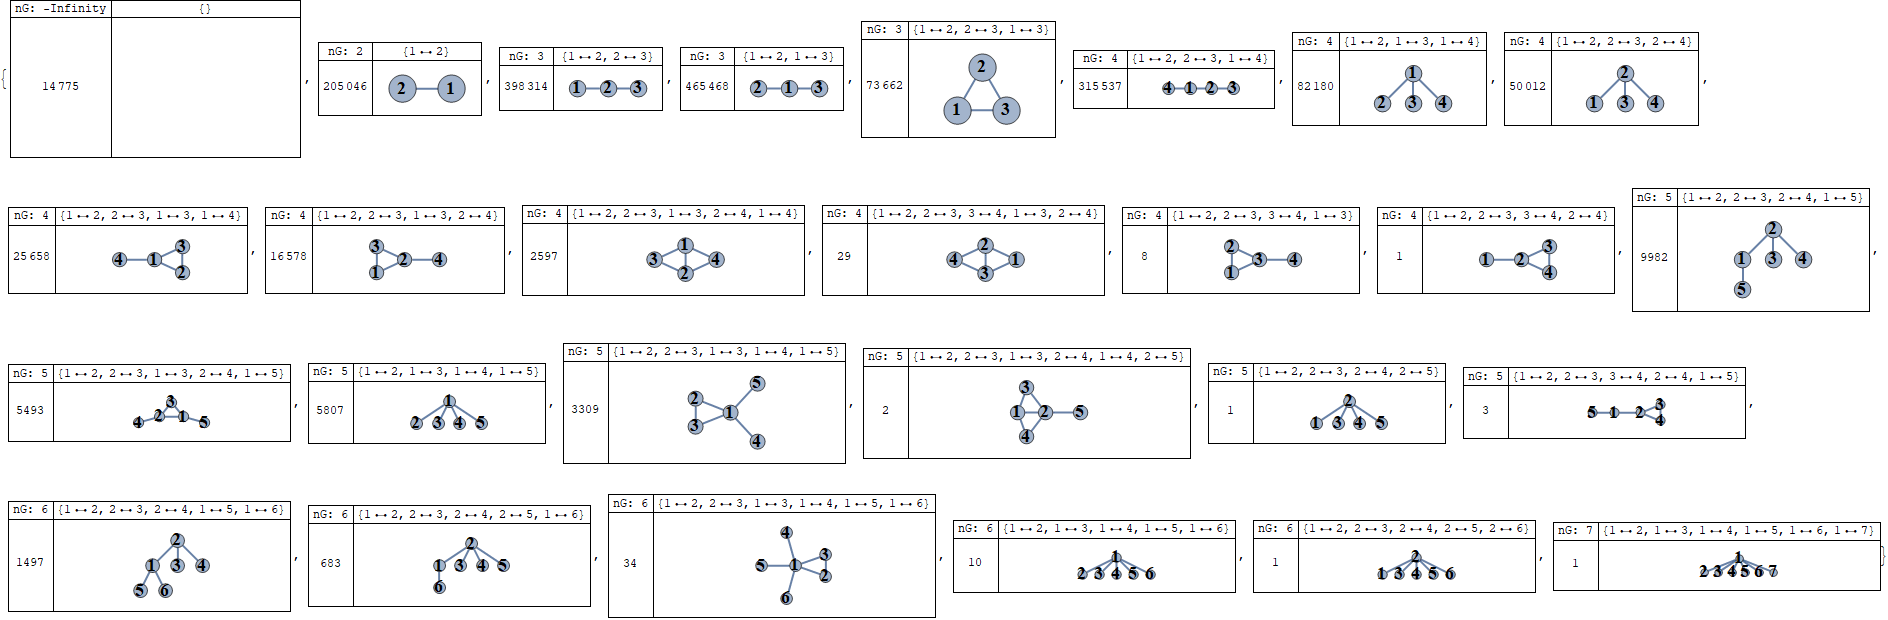 nG: -Infinity {}
{ 14 775 ,
nG: 2 {1 ↔ 2}
205 046 2 1 ,
nG: 3 {1 ↔ 2, 2 ↔ 3}
398 314 1 2 3 ,
nG: 3 {1 ↔ 2, 1 ↔ 3}
465 468 2 1 3 ,
nG: 3 {1 ↔ 2, 2 ↔ 3, 1 ↔ 3}
2
73 662
1 3 ,
nG: 4 {1 ↔ 2, 2 ↔ 3, 1 ↔ 4}
315 537 4 1 2 3 ,
nG: 4 {1 ↔ 2, 1 ↔ 3, 1 ↔ 4}
1
82 180
2 3 4 ,
nG: 4 {1 ↔ 2, 2 ↔ 3, 2 ↔ 4}
2
50 012
1 3 4 ,
nG: 4 {1 ↔ 2, 2 ↔ 3, 1 ↔ 3, 1 ↔ 4}
3
25 658 4 1
2 ,
nG: 4 {1 ↔ 2, 2 ↔ 3, 1 ↔ 3, 2 ↔ 4}
3
16 578 2 4
1 ,
nG: 4 {1 ↔ 2, 2 ↔ 3, 1 ↔ 3, 2 ↔ 4, 1 ↔ 4}
1
2597 3 4
2 ,
nG: 4 {1 ↔ 2, 2 ↔ 3, 3 ↔ 4, 1 ↔ 3, 2 ↔ 4}
2
29 4 1
3 ,
nG: 4 {1 ↔ 2, 2 ↔ 3, 3 ↔ 4, 1 ↔ 3}
2
8 3 4
1 ,
nG: 4 {1 ↔ 2, 2 ↔ 3, 3 ↔ 4, 2 ↔ 4}
3
1 1 2
4 ,
nG: 5 {1 ↔ 2, 2 ↔ 3, 2 ↔ 4, 1 ↔ 5}
2
9982 1 3 4
5 ,
nG: 5 {1 ↔ 2, 2 ↔ 3, 1 ↔ 3, 2 ↔ 4, 1 ↔ 5}
3
5493 2 1
4 5 ,
nG: 5 {1 ↔ 2, 1 ↔ 3, 1 ↔ 4, 1 ↔ 5}
1
5807
2 3 4 5 ,
nG: 5 {1 ↔ 2, 2 ↔ 3, 1 ↔ 3, 1 ↔ 4, 1 ↔ 5}
5
2
3309 1
3
4 ,
nG: 5 {1 ↔ 2, 2 ↔ 3, 1 ↔ 3, 2 ↔ 4, 1 ↔ 4, 2 ↔ 5}
3
2 1 2 5
4 ,
nG: 5 {1 ↔ 2, 2 ↔ 3, 2 ↔ 4, 2 ↔ 5}
2
1
1 3 4 5 ,
nG: 5 {1 ↔ 2, 2 ↔ 3, 3 ↔ 4, 2 ↔ 4, 1 ↔ 5}
3
3 5 1 2
4 ,
nG: 6 {1 ↔ 2, 2 ↔ 3, 2 ↔ 4, 1 ↔ 5, 1 ↔ 6}
2
1497 1 3 4
5 6 ,
nG: 6 {1 ↔ 2, 2 ↔ 3, 2 ↔ 4, 2 ↔ 5, 1 ↔ 6}
2
683 1 3 4 5
6 ,
nG: 6 {1 ↔ 2, 2 ↔ 3, 1 ↔ 3, 1 ↔ 4, 1 ↔ 5, 1 ↔ 6}
4
3
34 5 1
2
6 ,
nG: 6 {1 ↔ 2, 1 ↔ 3, 1 ↔ 4, 1 ↔ 5, 1 ↔ 6}
1
10
2 3 4 5 6 ,
nG: 6 {1 ↔ 2, 2 ↔ 3, 2 ↔ 4, 2 ↔ 5, 2 ↔ 6}
2
1
1 3 4 5 6 ,
nG: 7 {1 ↔ 2, 1 ↔ 3, 1 ↔ 4, 1 ↔ 5, 1 ↔ 6, 1 ↔ 7}
1
1
2 3 4 5 6 7 }